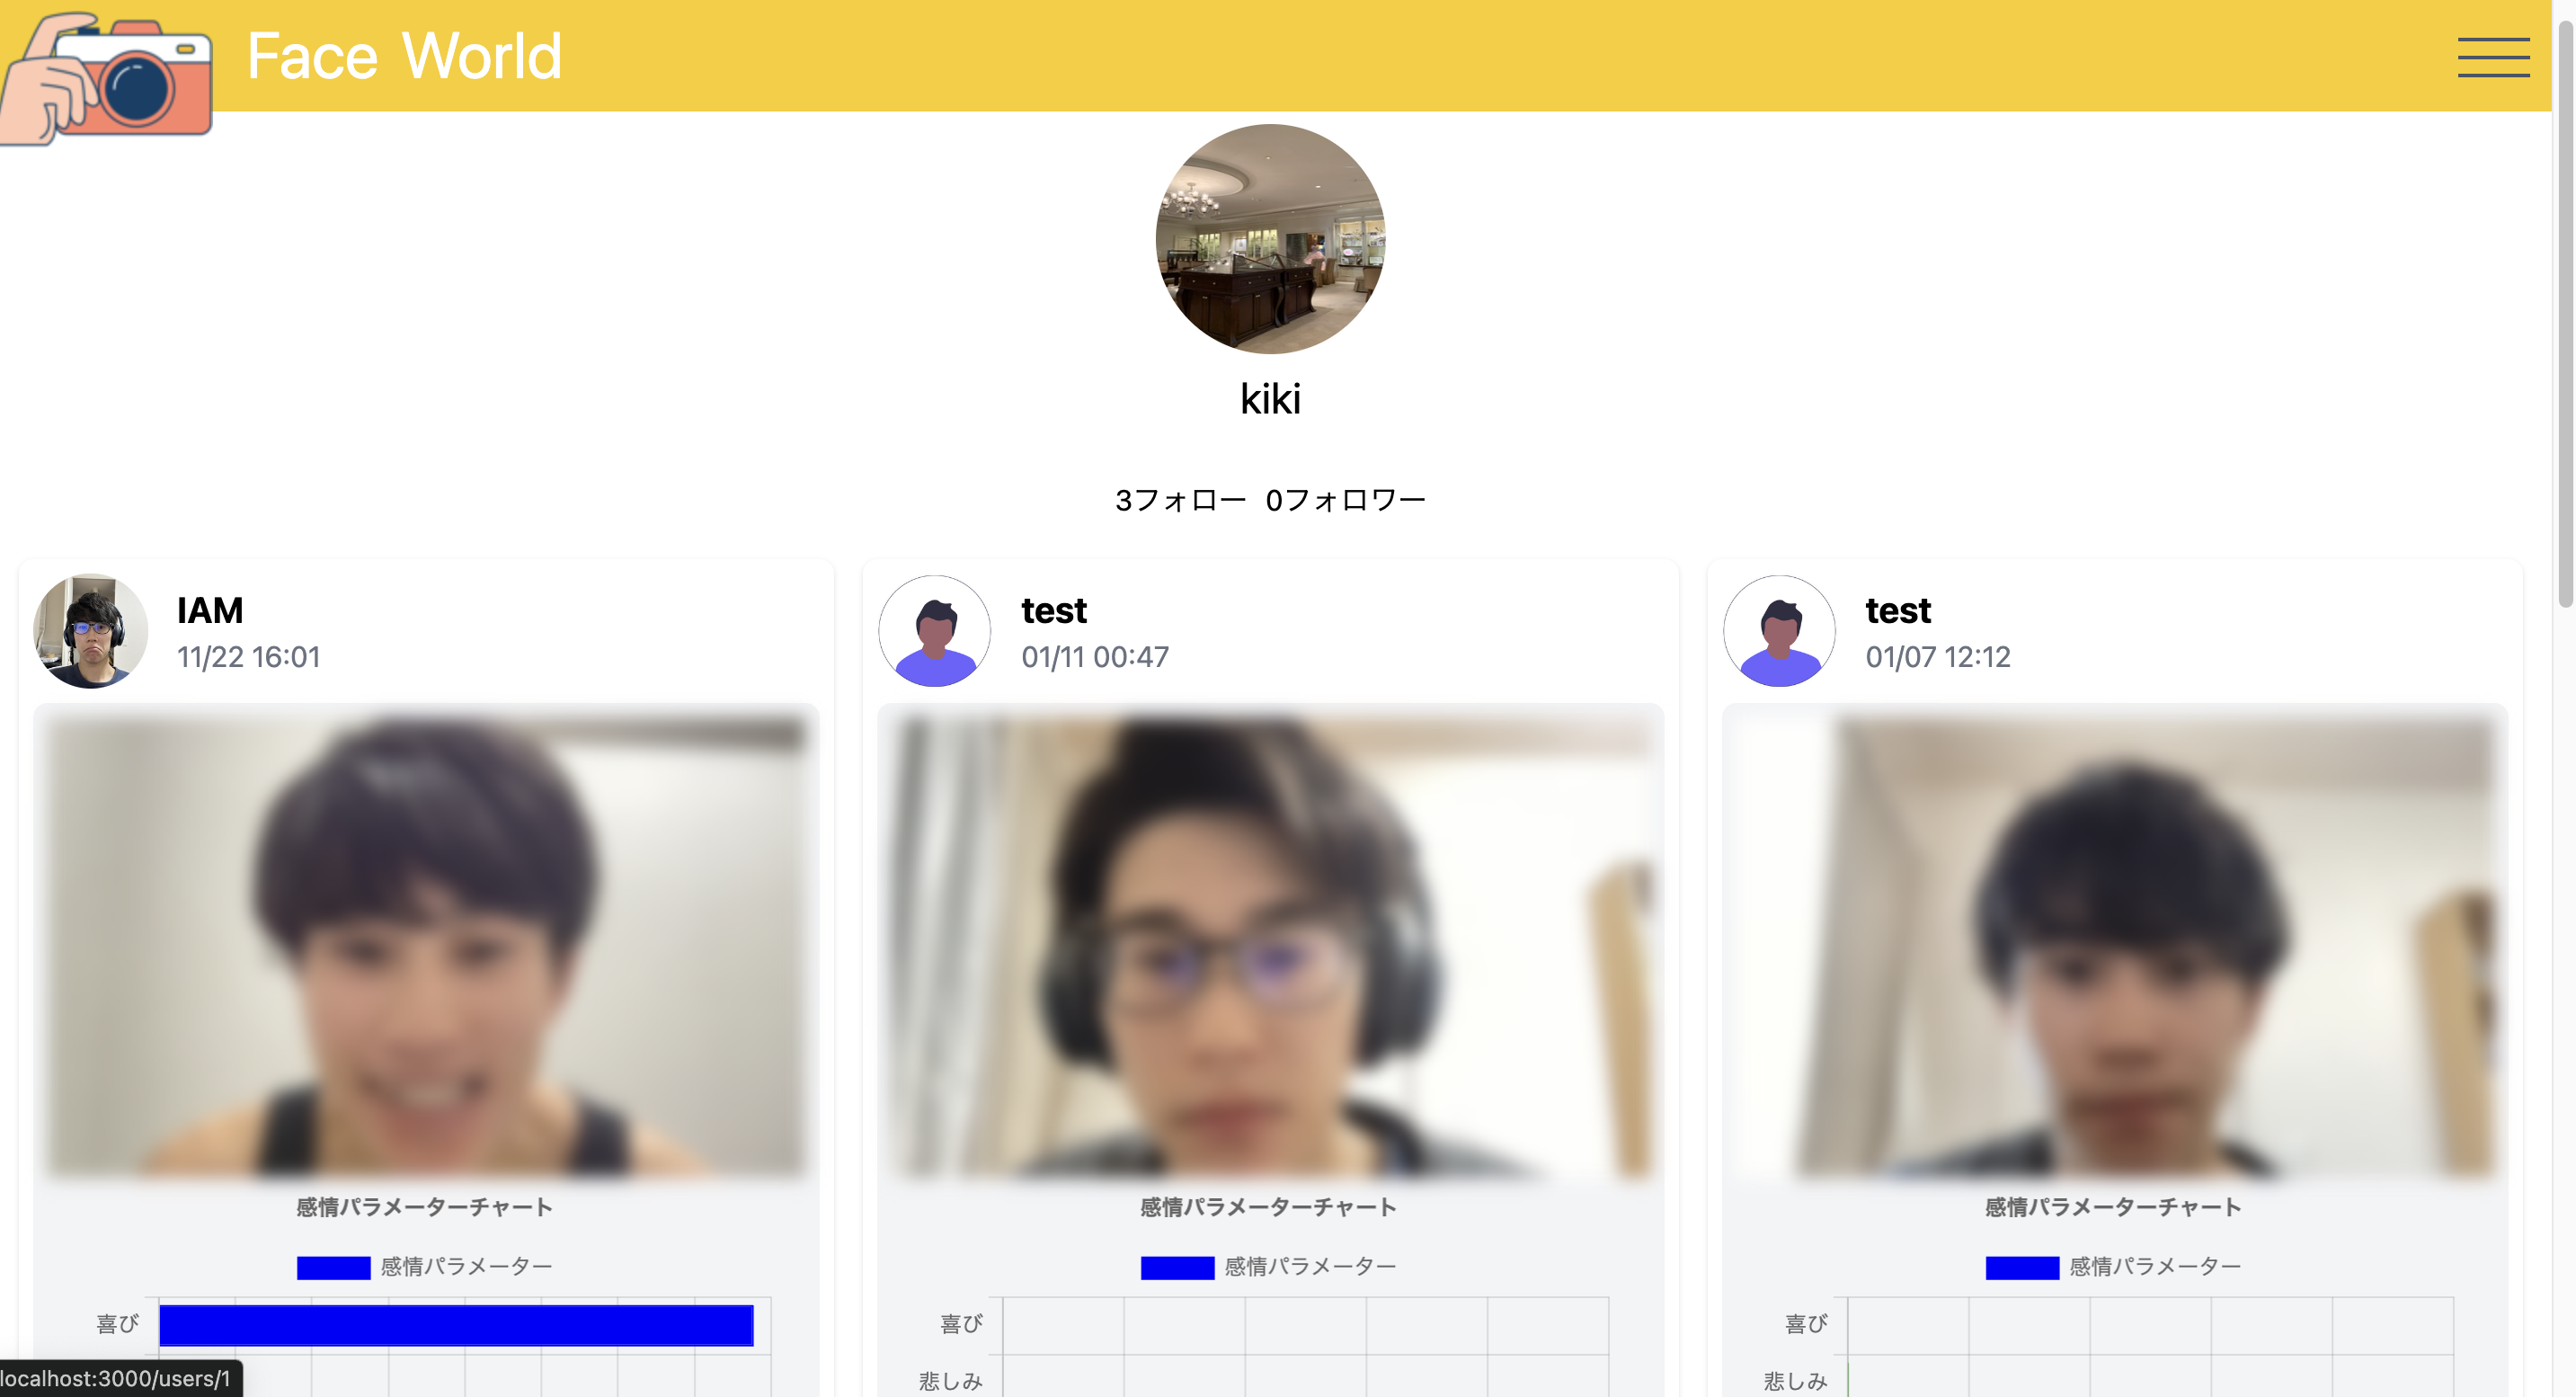 Face World
kiki
3フォロー 0フォロワー
IAM
11/22 16:01
test
01/11 00:47
test
01/07 12:12
感情パラメーターチャート
感情パラメーター
喜び
感情パラメーターチャート
感情パラメーター
喜び
悲しみ
感情パラメーターチャート
感情パラメーター
喜び
悲しみ
localhost:3000/users/1